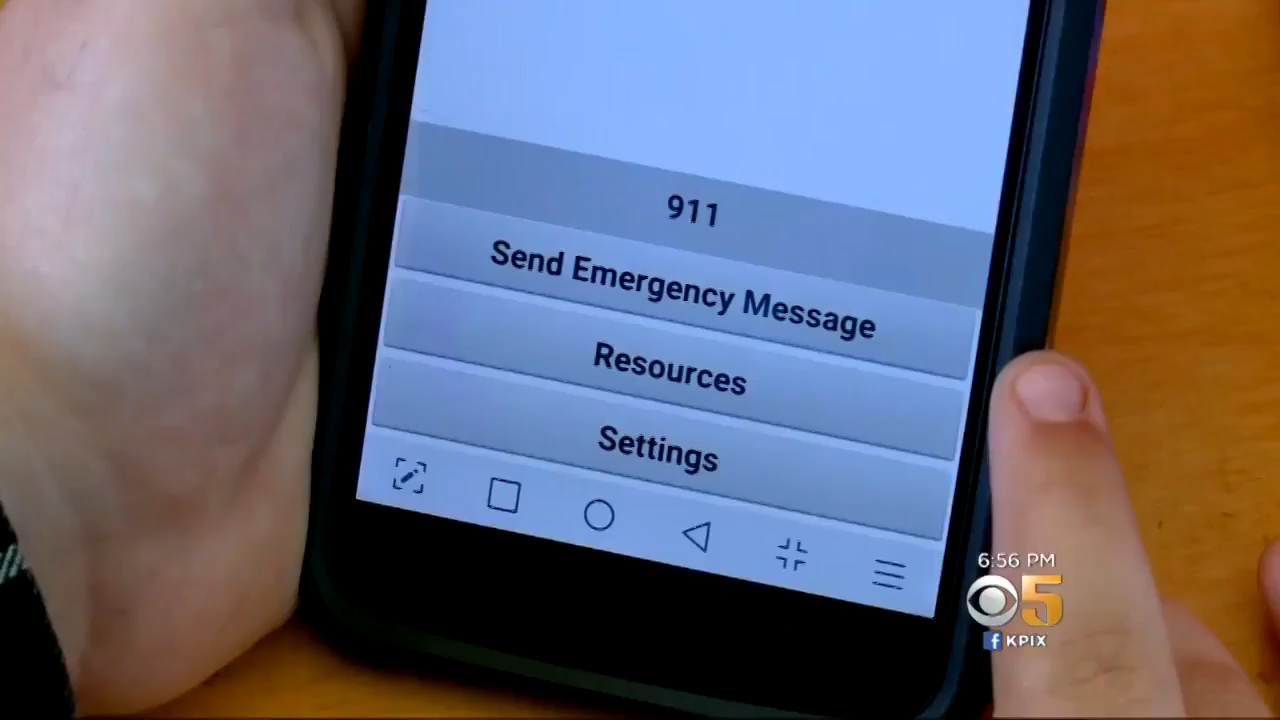 911
Send Emergency Message
Resources
Settings
6:56 PM
5
f KPIX